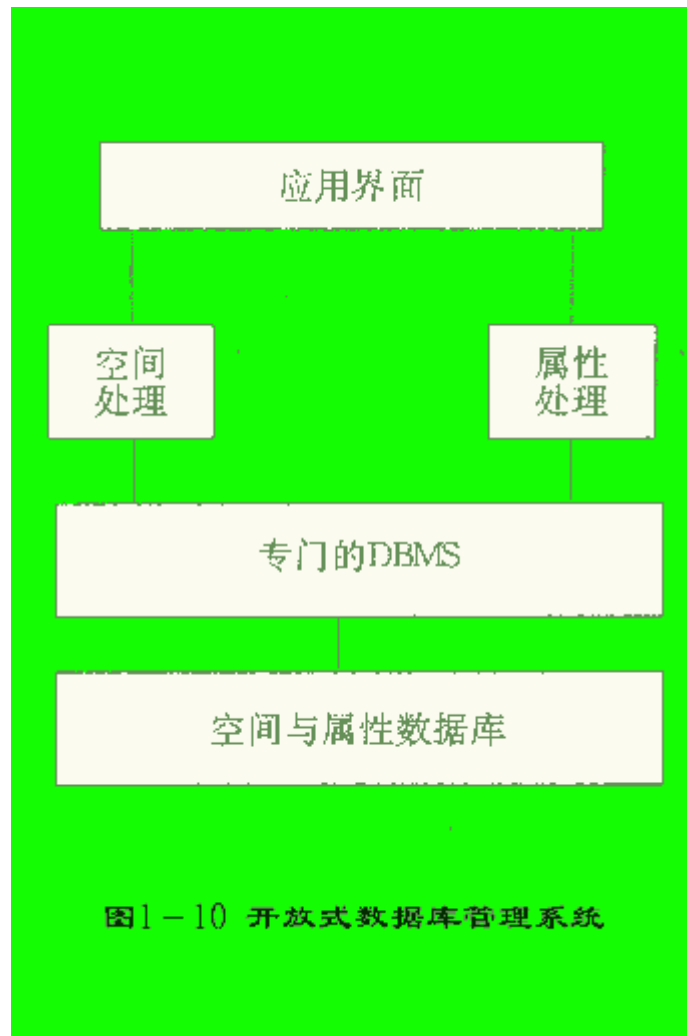 应用界面
空间
处理
属性
处理
专门的DBMS
空间与属性数据库
图1－10 开放式数据库管理系统